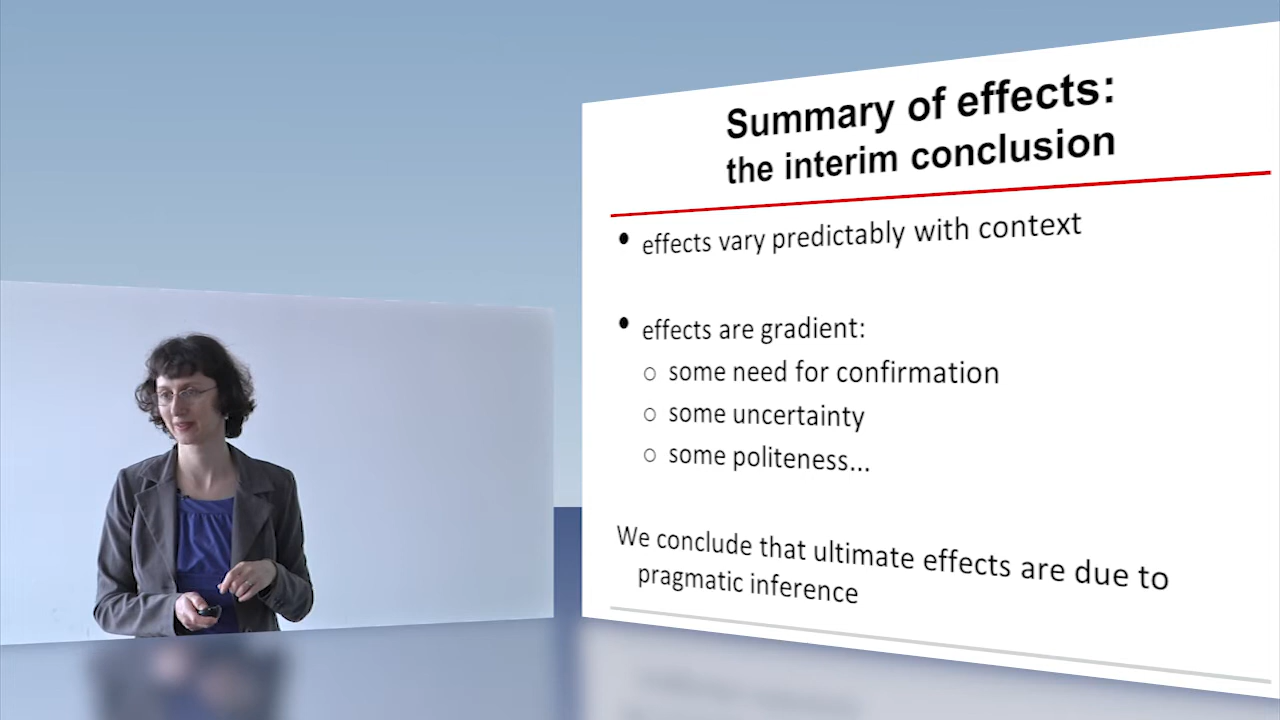 Summary of effects:
the interim conclusion
• effects vary predictably with context
• effects are gradient:
○ some need for confirmation
○ some uncertainty
○ some politeness...
We conclude that ultimate effects are due to
pragmatic inference